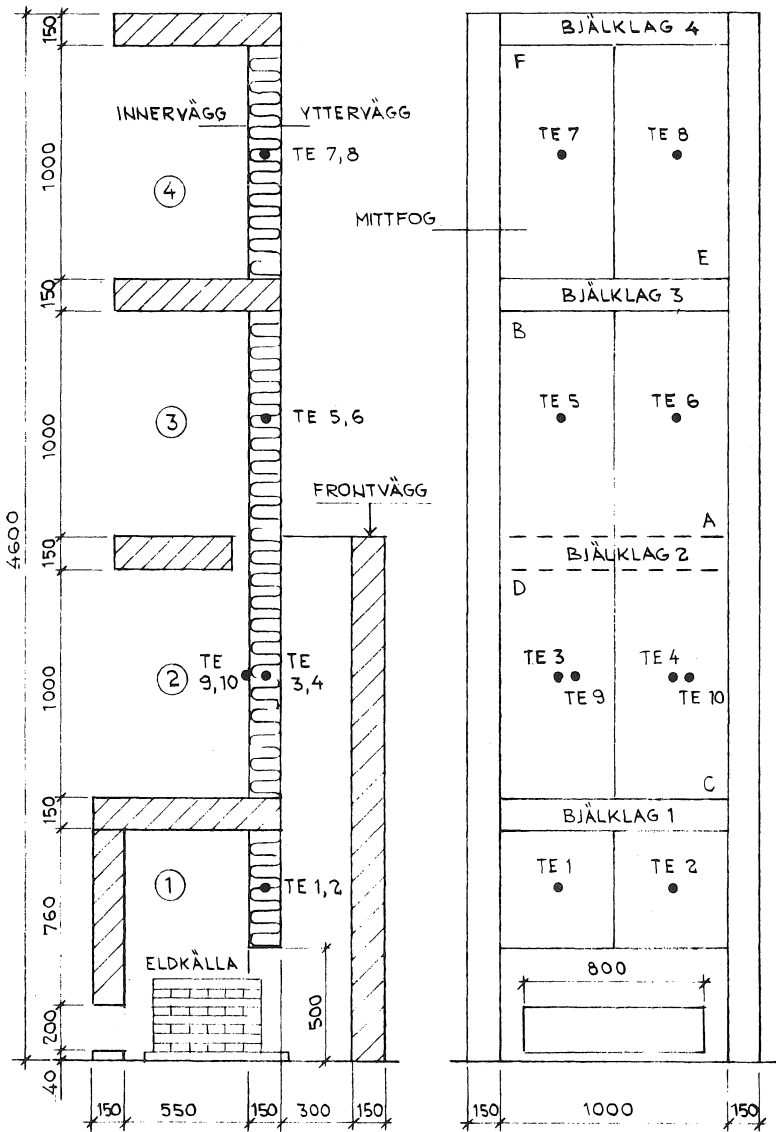 150
1000
150
1000
150
1000
150
760
200
40
4600
INNERVÄGG
YTTERVÄGG
TE 7,8
4
3
TE 5,6
FRONTVÄGG
2
TE
9,10
TE
3,4
1
TE 1,2
ELDKÄLLA
500
150
550
150
300
150
BJÄLKLAG 4
F
TE 7
TE 8
MITTFOG
E
BJÄLKLAG 3
B
TE 5
TE 6
A
BJÄLKLAG 2
D
TE 3
TE 4
TE 9
TE 10
C
BJÄLKLAG 1
TE 1
TE 2
800
150
1000
150